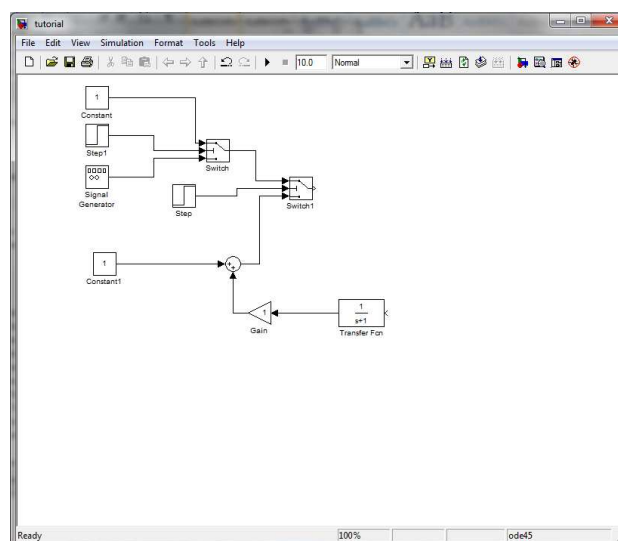 tutorial
File Edit View Simulation Format Tools Help
10.0 Normal
1
Constant
Step1
Switch
Signal
Generator
Step
Switch1
1
Constant1
1
Gain
1
s+1
Transfer Fcn
Ready 100% ode45